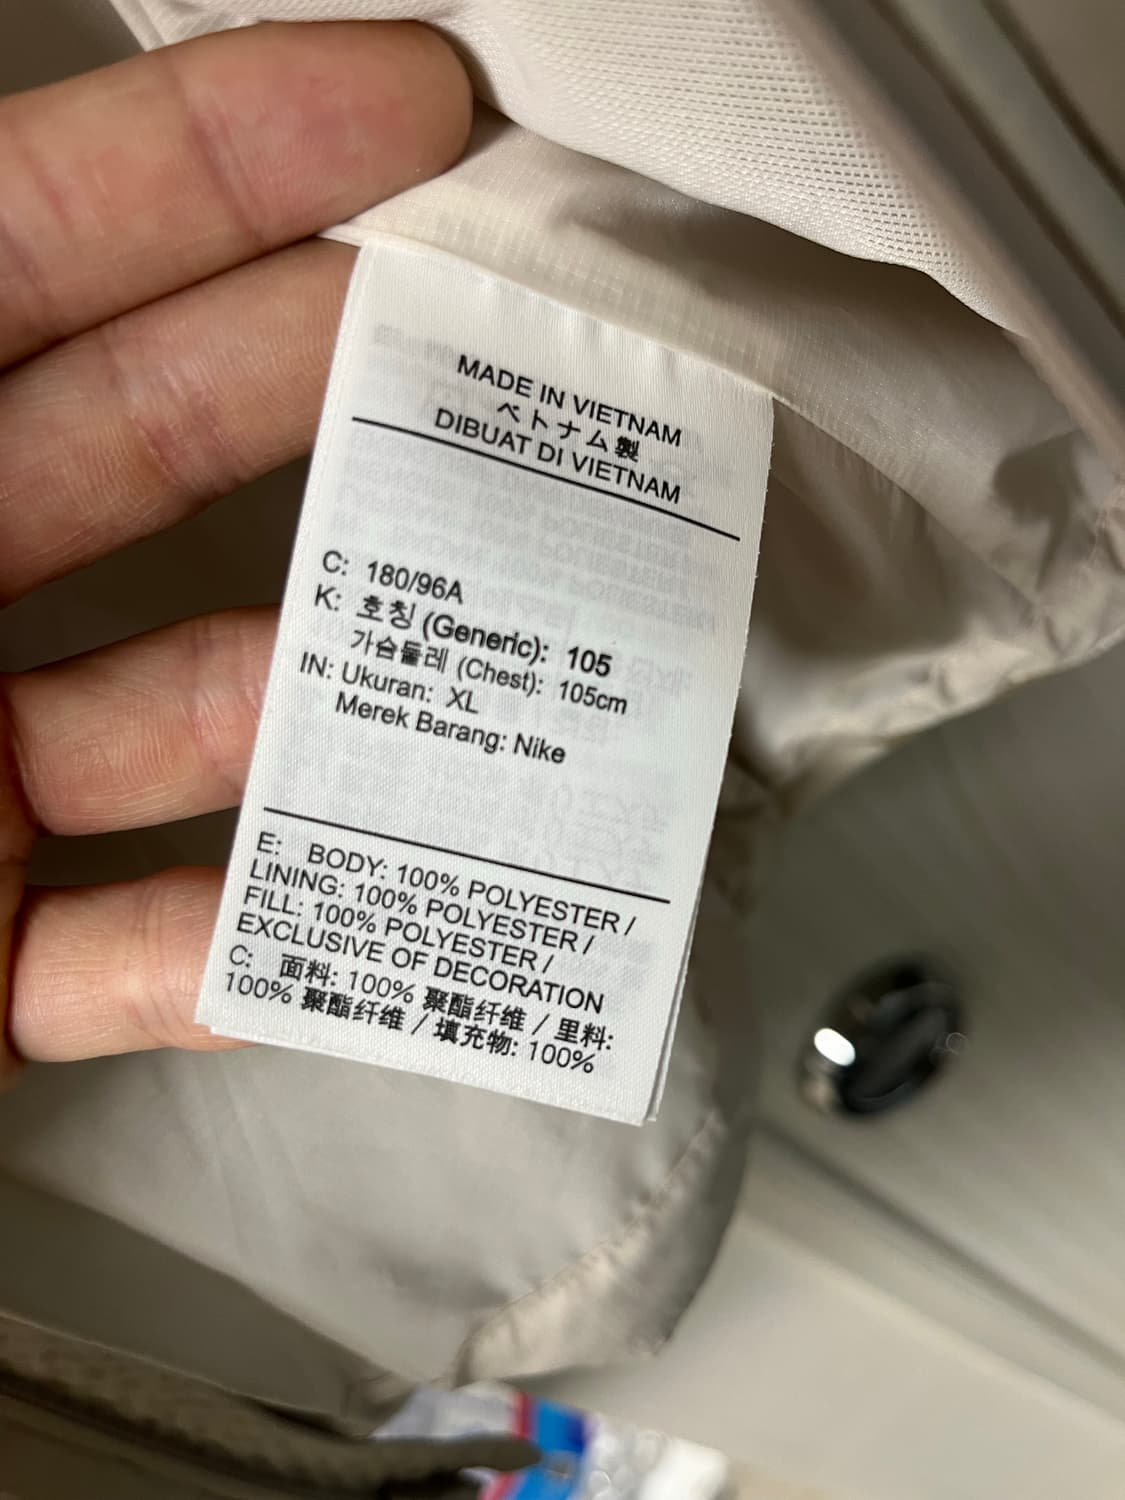 MADE IN VIETNAM
ベトナム製
DIBUAT DI VIETNAM
C: 180/96A
K: 호칭 (Generic): 105
가슴둘레 (Chest): 105cm
IN: Ukuran: XL
Merek Barang: Nike
E: BODY: 100% POLYESTER /
LINING: 100% POLYESTER /
FILL: 100% POLYESTER /
EXCLUSIVE OF DECORATION
C: 面料: 100% 聚酯纤维 / 里料:
100% 聚酯纤维 / 填充物: 100%